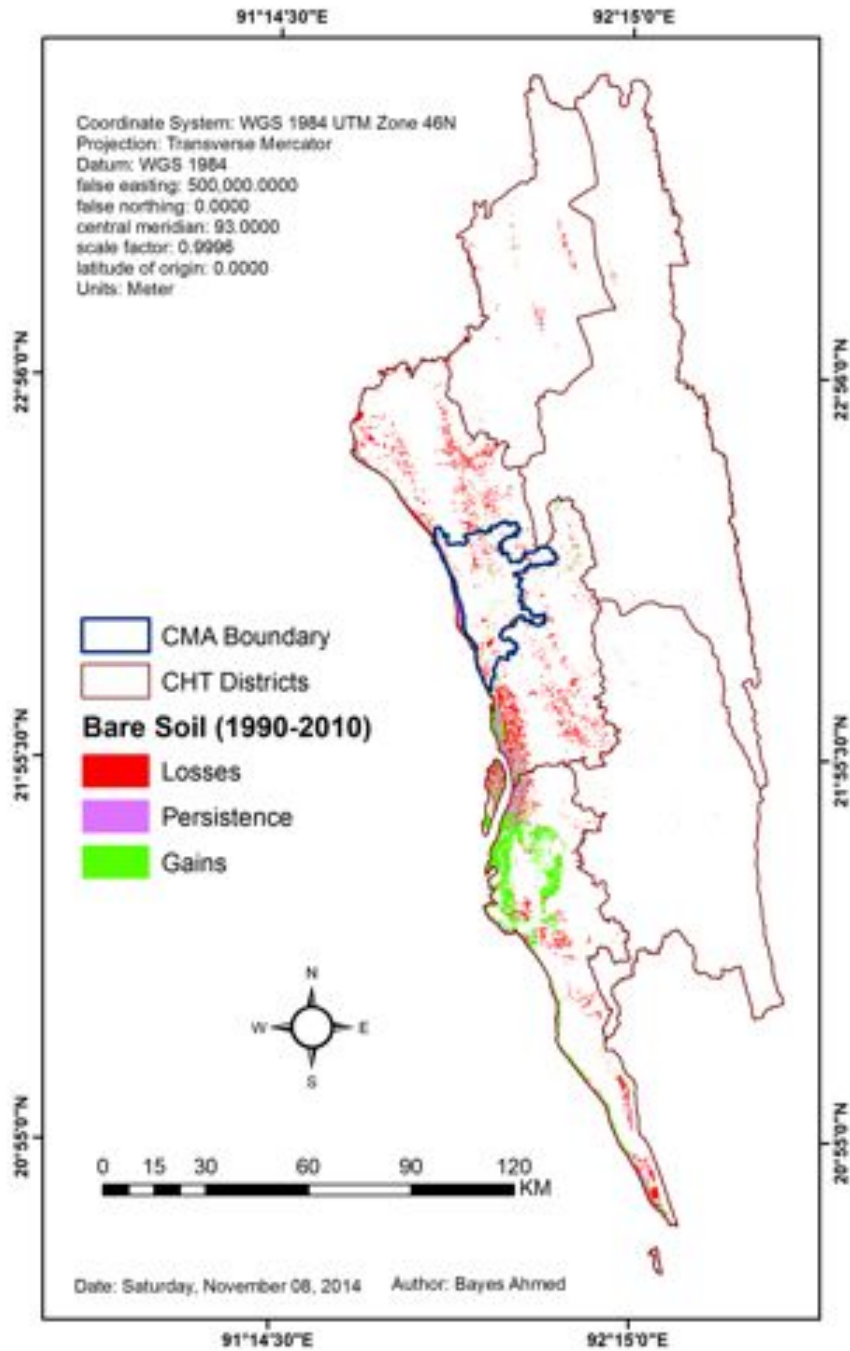 91°14'30"E 92°15'0"E
Coordinate System: WGS 1984 UTM Zone 46N
Projection: Transverse Mercator
Datum: WGS 1984
false easting: 500,000.0000
false northing: 0.0000
central meridian: 93.0000
scale factor: 0.9996
latitude of origin: 0.0000
Units: Meter
22°56'0"N 22°56'0"N
CMA Boundary
CHT Districts
Bare Soil (1990-2010)
21°55'30"N 21°55'30"N
Losses
Persistence
Gains
N
W E
S
20°55'0"N 20°55'0"N
0 15 30 60 90 120
KM
Date: Saturday, November 08, 2014 Author: Bayes Ahmed
91°14'30"E 92°15'0"E